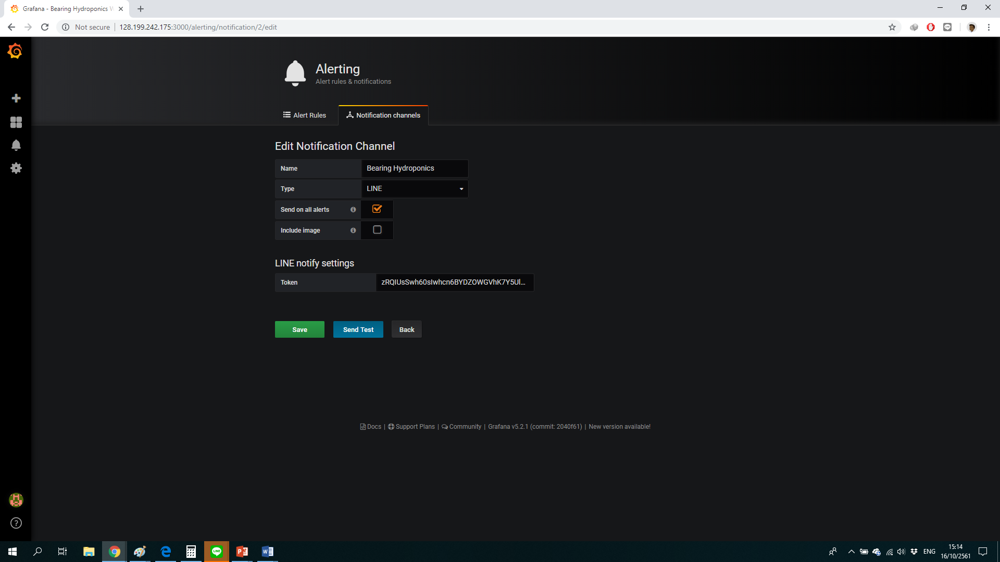 Grafana - Bearing Hydroponics
Not secure
128.199.242.175:3000/alerting/notification/2/edit
Alerting
Alert rules & notifications
Alert Rules
Notification channels
Edit Notification Channel
Name
Bearing Hydroponics
Type
LINE
Send on all alerts
Include image
LINE notify settings
Token
zRQIUsSwh60sIwhcn6BYDZOWGVhK7Y5Ul...
Save
Send Test
Back
Docs | Support Plans | Community | Grafana v5.2.1 (commit: 2040f61) | New version available!
ENG
15:14
16/10/2561